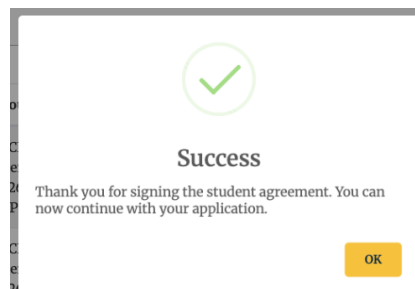 Success
Thank you for signing the student agreement. You can
now continue with your application.
OK